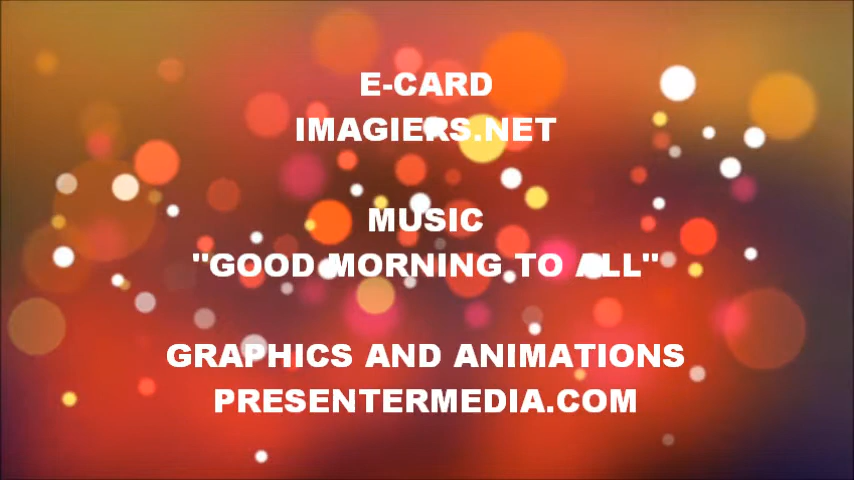 E-CARD
IMAGIERS.NET
MUSIC
"GOOD MORNING TO ALL"
GRAPHICS AND ANIMATIONS
PRESENTERMEDIA.COM